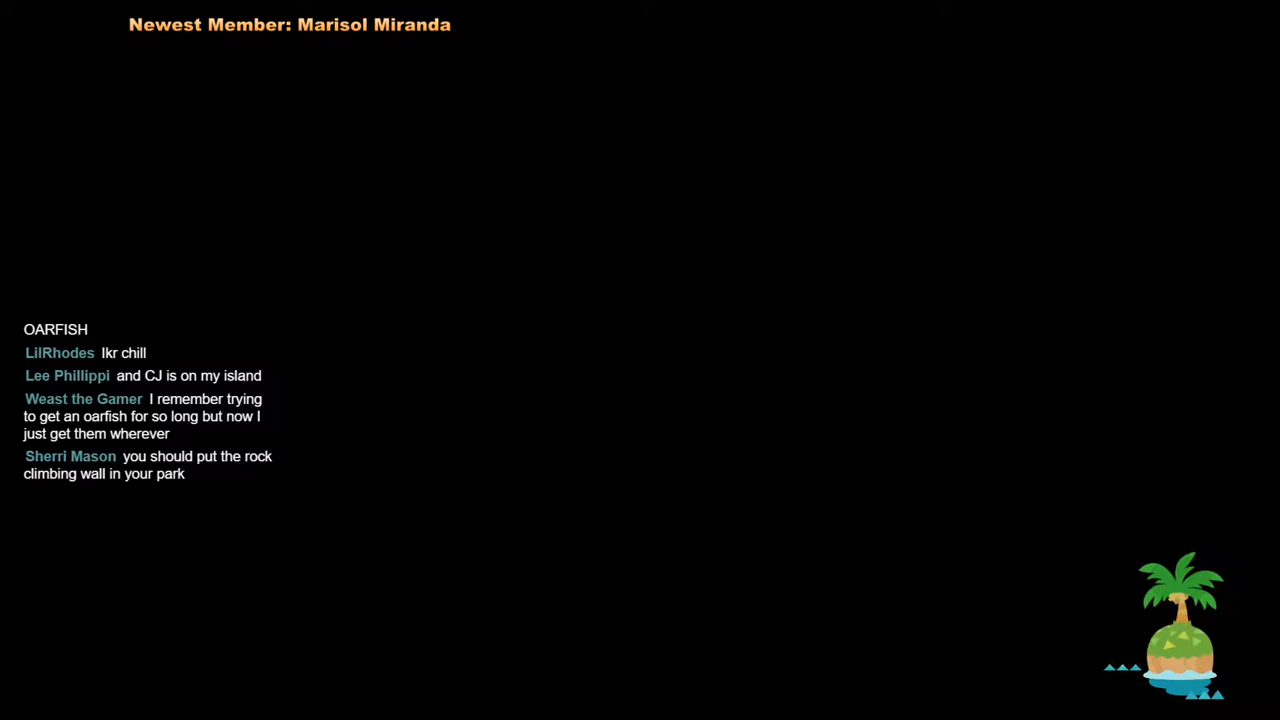 Newest Member: Marisol Miranda
OARFISH
LilRhodes Ikr chill
Lee Phillippi and CJ is on my island
Weast the Gamer I remember trying
to get an oarfish for so long but now I
just get them wherever
Sherri Mason you should put the rock
climbing wall in your park